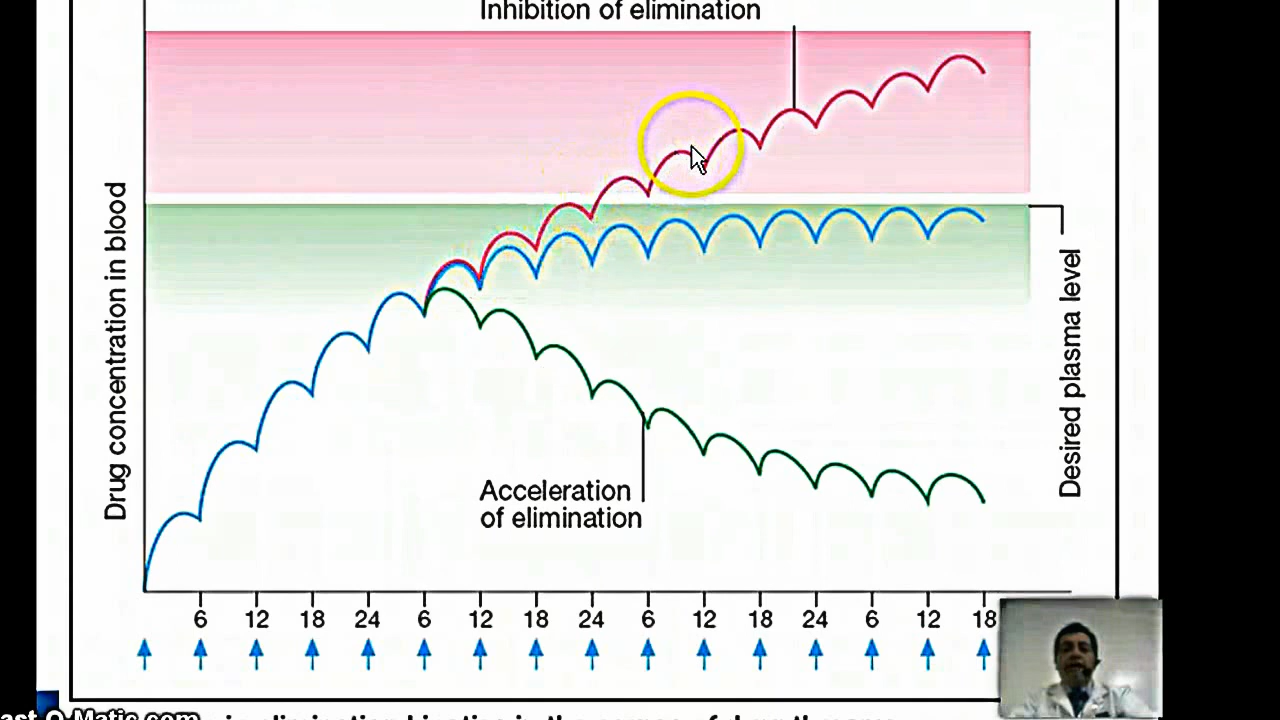 Inhibition of elimination
Drug concentration in blood
Desired plasma level
Acceleration
of elimination
6 12 18 24 6 12 18 24 6 12 18 24 6 12 18